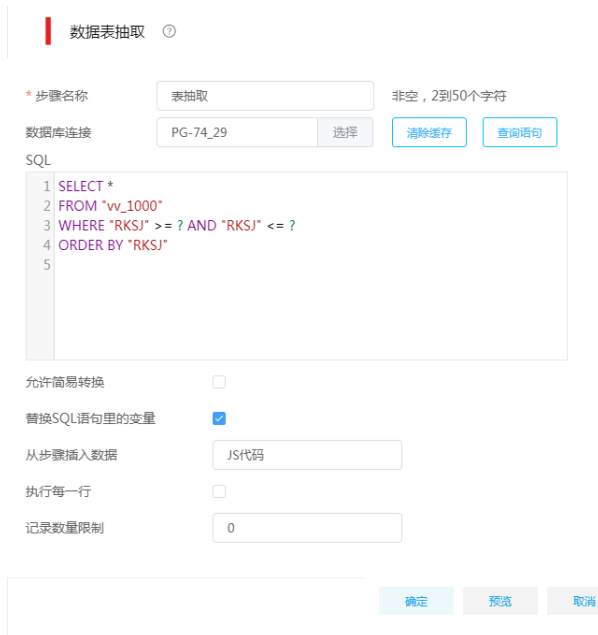 数据表抽取 ?
* 步骤名称 表抽取 非空，2到50个字符
数据库连接 PG-74_29 选择 清除缓存 查询语句
SQL
1 SELECT *
2 FROM "vv_1000"
3 WHERE "RKSJ" >= ? AND "RKSJ" <= ?
4 ORDER BY "RKSJ"
5
允许简易转换
替换SQL语句里的变量
从步骤插入数据 JS代码
执行每一行
记录数量限制 0
确定 预览 取消